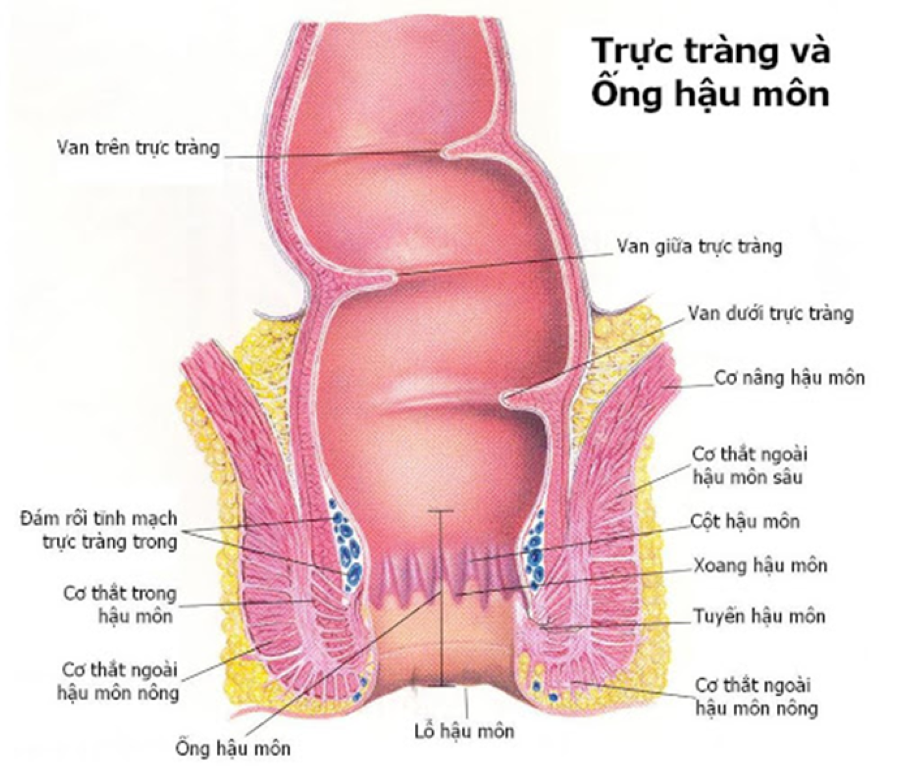 Trực tràng và
Ống hậu môn
Van trên trực tràng
Van giữa trực tràng
Van dưới trực tràng
Cơ nâng hậu môn
Cơ thắt ngoài
hậu môn sâu
Cột hậu môn
Xoang hậu môn
Tuyến hậu môn
Cơ thắt ngoài
hậu môn nông
Đám rối tĩnh mạch
trực tràng trong
Cơ thắt trong
hậu môn
Cơ thắt ngoài
hậu môn nông
Ống hậu môn
Lỗ hậu môn